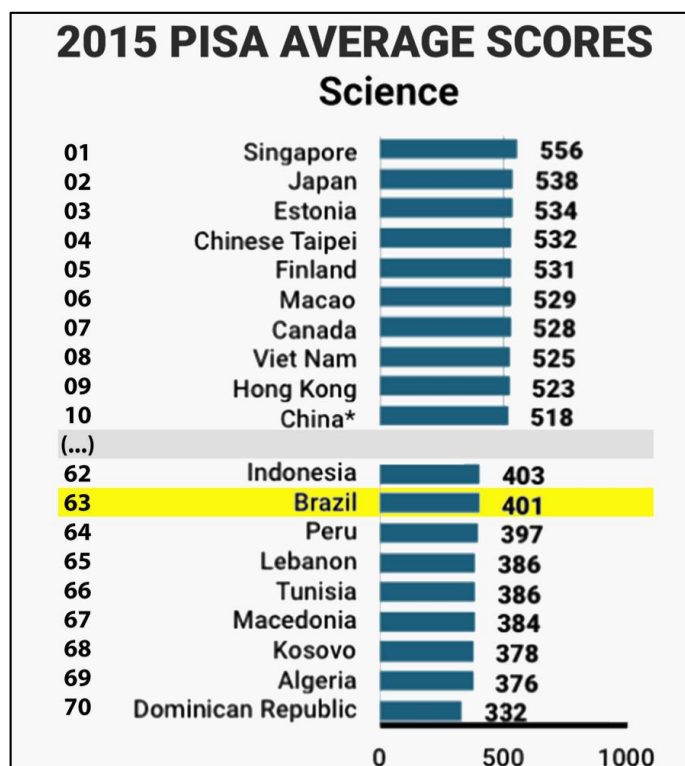 2015 PISA AVERAGE SCORES
Science
01 Singapore 556
02 Japan 538
03 Estonia 534
04 Chinese Taipei 532
05 Finland 531
06 Macao 529
07 Canada 528
08 Viet Nam 525
09 Hong Kong 523
10 China* 518
(...)
62 Indonesia 403
63 Brazil 401
64 Peru 397
65 Lebanon 386
66 Tunisia 386
67 Macedonia 384
68 Kosovo 378
69 Algeria 376
70 Dominican Republic 332
0 500 1000